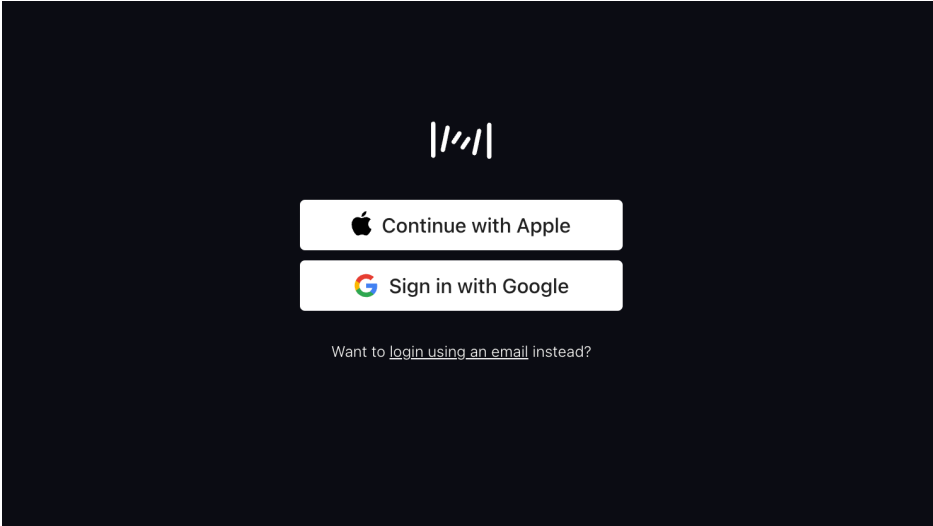 Continue with Apple
Sign in with Google
Want to login using an email instead?